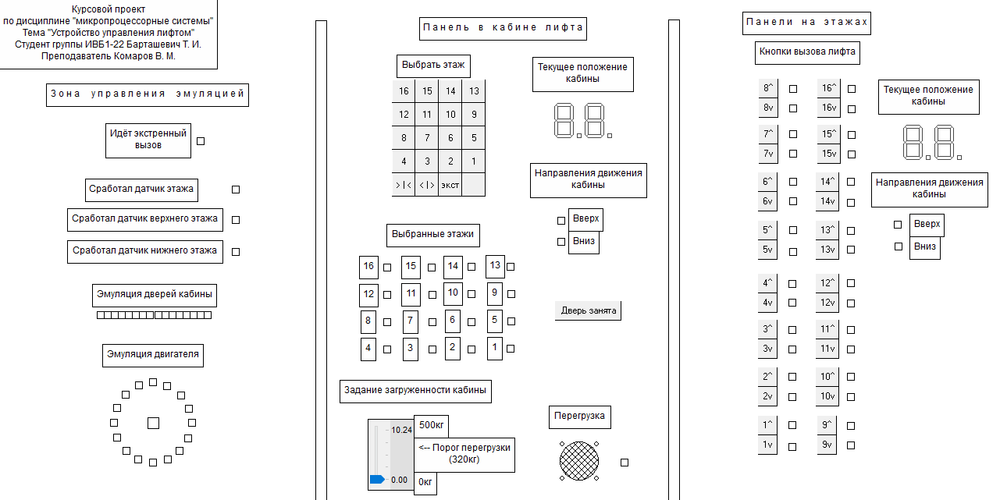 Курсовой проект
по дисциплине "микропроцессорные системы"
Тема "Устройство управления лифтом"
Студент группы ИВБ1-22 Барташевич Т. И.
Преподаватель Комаров В. М.
Зона управления эмуляцией
Идёт экстренный
вызов
Сработал датчик этажа
Сработал датчик верхнего этажа
Сработал датчик нижнего этажа
Эмуляция дверей кабины
Эмуляция двигателя
Панель в кабине лифта
Выбрать этаж
16 15 14 13
12 11 10 9
8 7 6 5
4 3 2 1
>|< <|> экст
Текущее положение
кабины
8.8.
Направления движения
кабины
Вверх
Вниз
Выбранные этажи
16 15 14 13
12 11 10 9
8 7 6 5
4 3 2 1
Дверь занята
Задание загруженности кабины
10.24
500кг
<-- Порог перегрузки
(320кг)
0.00
0кг
Перегрузка
Панели на этажах
Кнопки вызова лифта
8^ 16^
8v 16v
7^ 15^
7v 15v
6^ 14^
6v 14v
5^ 13^
5v 13v
4^ 12^
4v 12v
3^ 11^
3v 11v
2^ 10^
2v 10v
1^ 9^
1v 9v
Текущее положение
кабины
8.8.
Направления движения
кабины
Вверх
Вниз